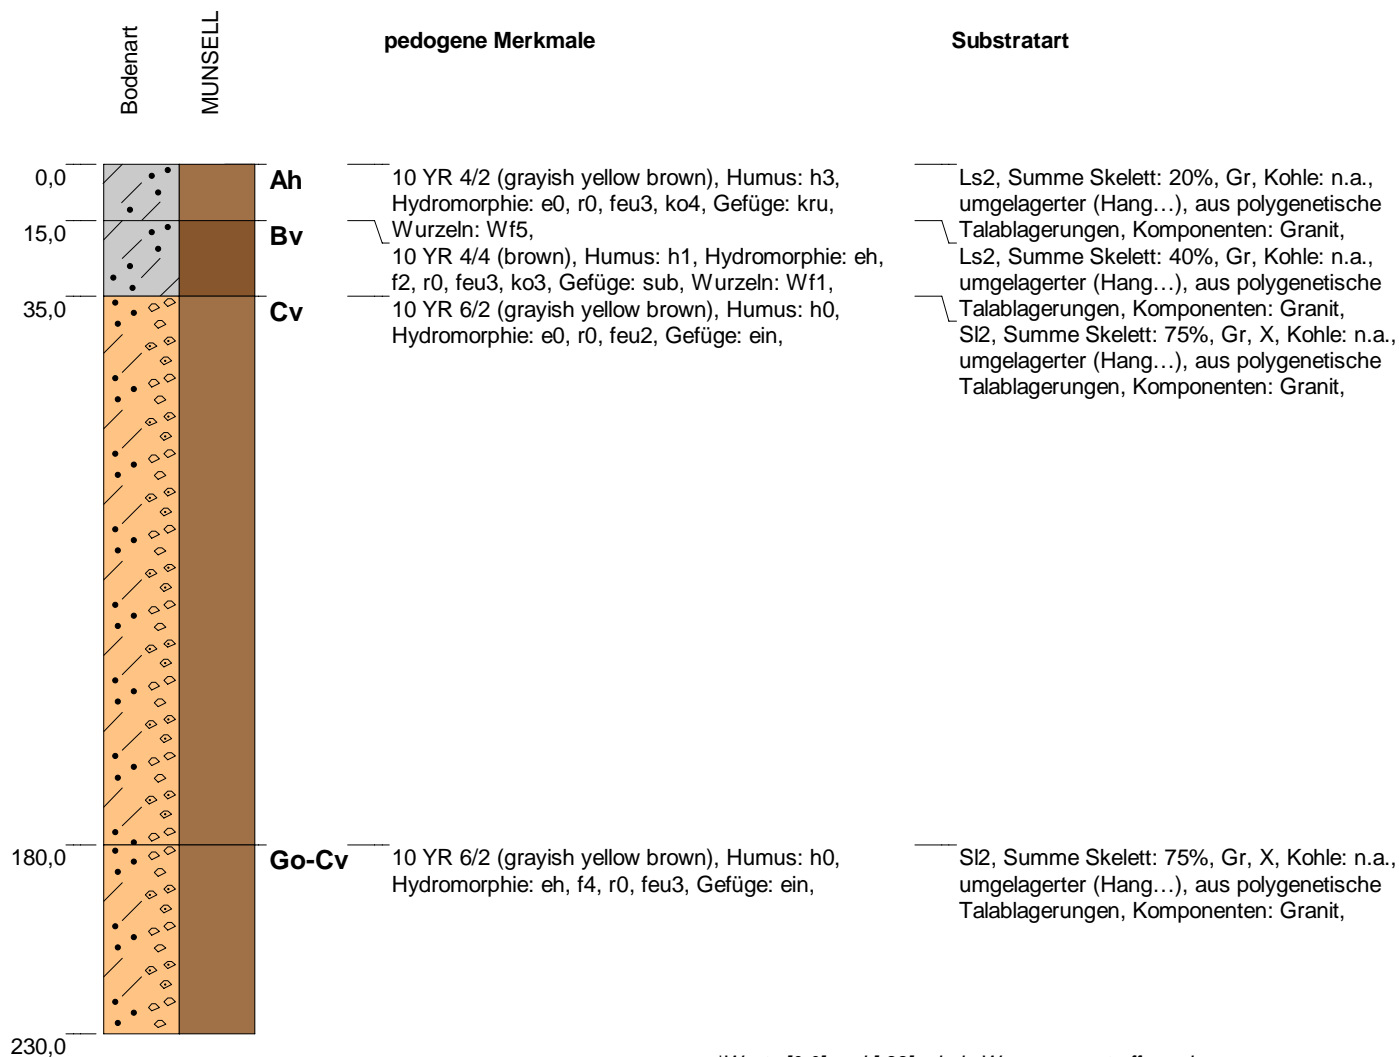 Bodenart
MUNSELL
pedogene Merkmale
Substratart
0,0
Ah
10 YR 4/2 (grayish yellow brown), Humus: h3,
Hydromorphie: e0, r0, feu3, ko4, Gefüge: kru,
Wurzeln: Wf5,
Ls2, Summe Skelett: 20%, Gr, Kohle: n.a.,
umgelagerter (Hang…), aus polygenetische
Talablagerungen, Komponenten: Granit,
15,0
Bv
10 YR 4/4 (brown), Humus: h1, Hydromorphie: eh,
f2, r0, feu3, ko3, Gefüge: sub, Wurzeln: Wf1,
Ls2, Summe Skelett: 40%, Gr, Kohle: n.a.,
umgelagerter (Hang…), aus polygenetische
Talablagerungen, Komponenten: Granit,
35,0
Cv
10 YR 6/2 (grayish yellow brown), Humus: h0,
Hydromorphie: e0, r0, feu2, Gefüge: ein,
Sl2, Summe Skelett: 75%, Gr, X, Kohle: n.a.,
umgelagerter (Hang…), aus polygenetische
Talablagerungen, Komponenten: Granit,
180,0
Go-Cv
10 YR 6/2 (grayish yellow brown), Humus: h0,
Hydromorphie: eh, f4, r0, feu3, Gefüge: ein,
Sl2, Summe Skelett: 75%, Gr, X, Kohle: n.a.,
umgelagerter (Hang…), aus polygenetische
Talablagerungen, Komponenten: Granit,
230,0